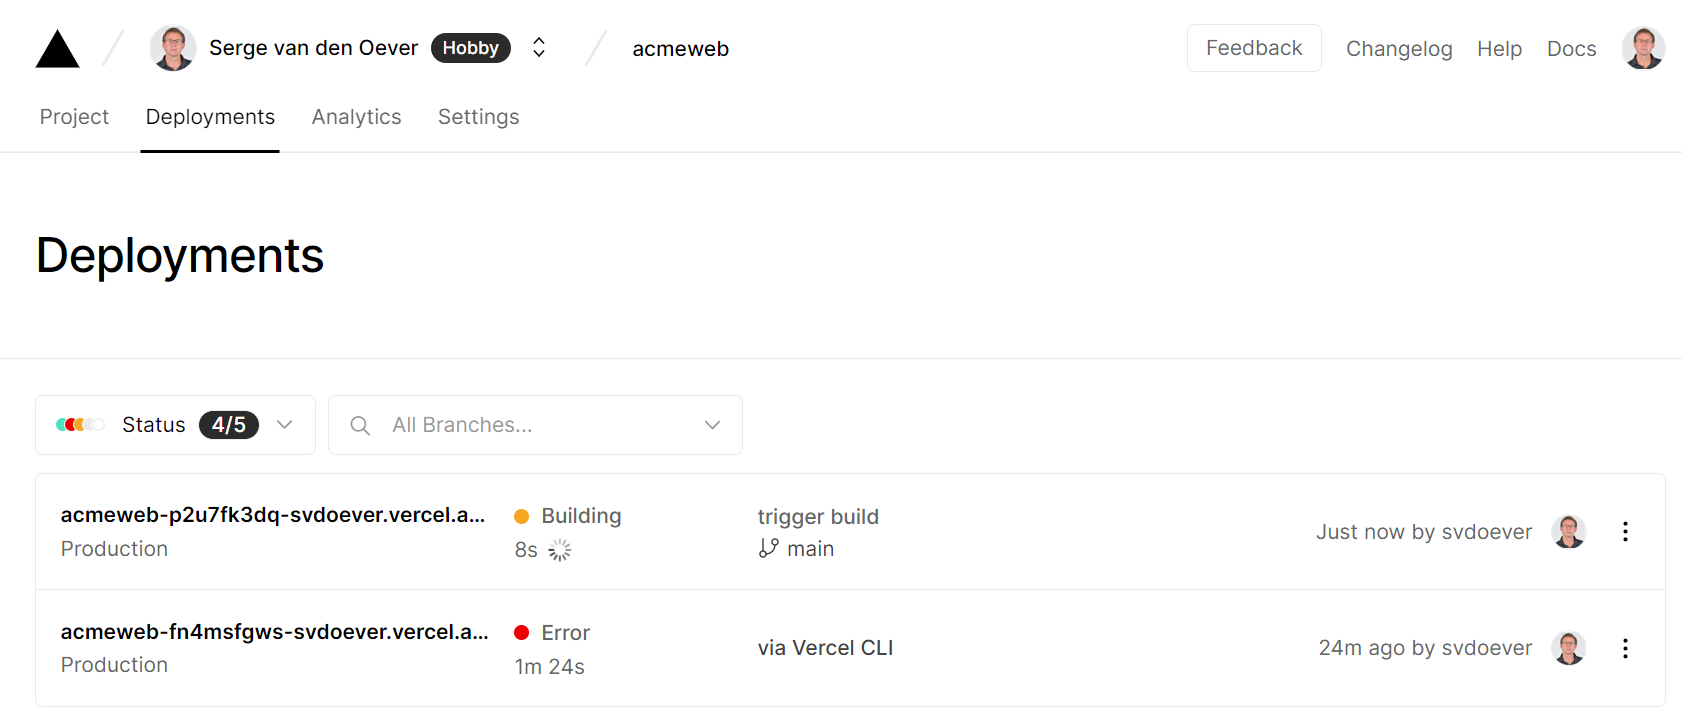 Serge van den Oever Hobby acmeweb Feedback Changelog Help Docs
Project Deployments Analytics Settings
Deployments
Status 4/5 All Branches...
acmeweb-p2u7fk3dq-svdoever.vercel.a... Building trigger build Just now by svdoever
Production 8s main
acmeweb-fn4msfgws-svdoever.vercel.a... Error via Vercel CLI 24m ago by svdoever
Production 1m 24s